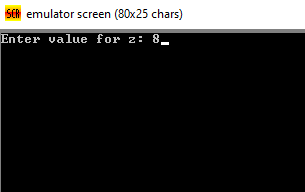 emulator screen (80x25 chars)
Enter value for z: 8